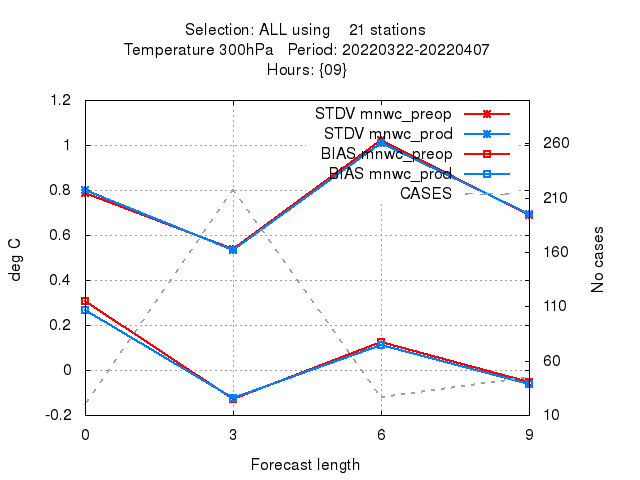 Selection: ALL using    21 stations
Temperature 300hPa   Period: 20220322-20220407
Hours: {09}
STDV mnwc_preop
STDV mnwc_prod
BIAS mnwc_preop
BIAS mnwc_prod
CASES
1.2
1
0.8
0.6
0.4
0.2
0
-0.2
deg C
260
210
160
110
60
10
No cases
0 3 6 9
Forecast length